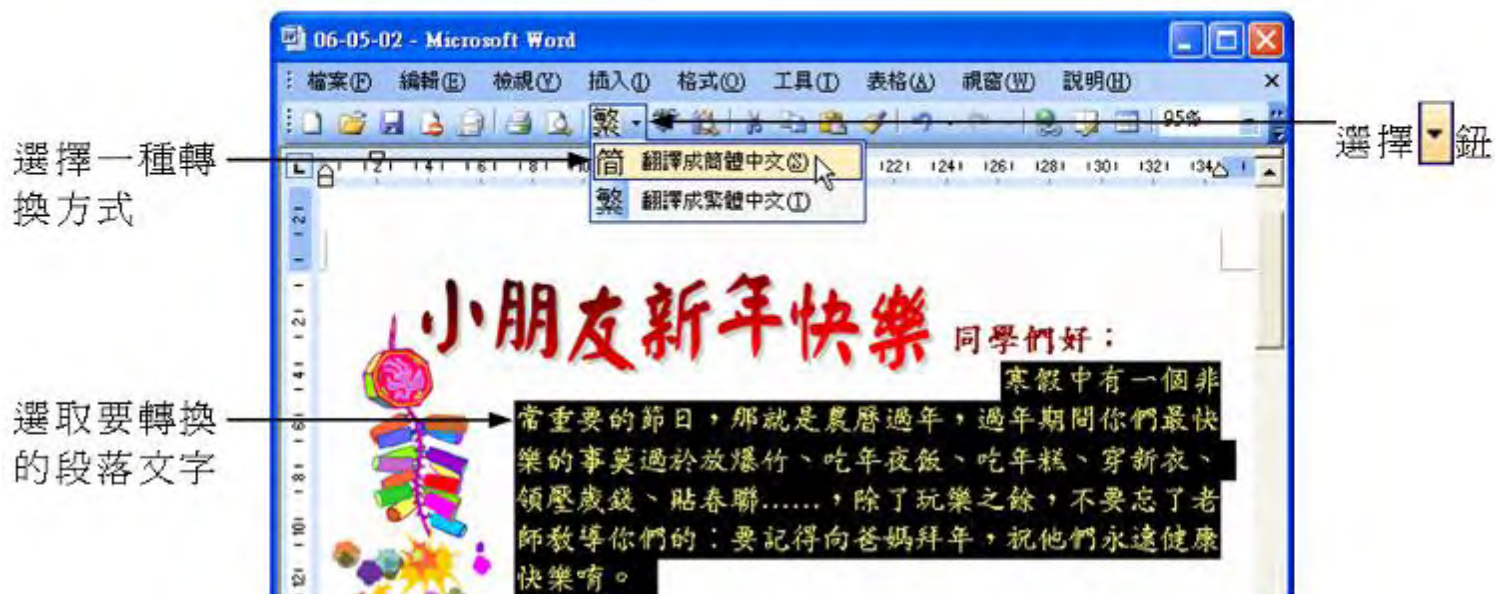 06-05-02 - Microsoft Word
檔案(F) 編輯(E) 檢視(V) 插入(I) 格式(O) 工具(T) 表格(A) 視窗(W) 說明(H)
繁 95%
選擇鈕
選擇一種轉
換方式
简 翻譯成簡體中文(S)
繁 翻譯成繁體中文(T)
小朋友新年快樂 同學們好：
選取要轉換
的段落文字
寒假中有一個非
常重要的節日，那就是農曆過年，過年期間你們最快
樂的事莫過於放爆竹、吃年夜飯、吃年糕、穿新衣、
領壓歲錢、貼春聯......，除了玩樂之餘，不要忘了老
師教導你們的：要記得向爸媽拜年，祝他們永遠健康
快樂唷。